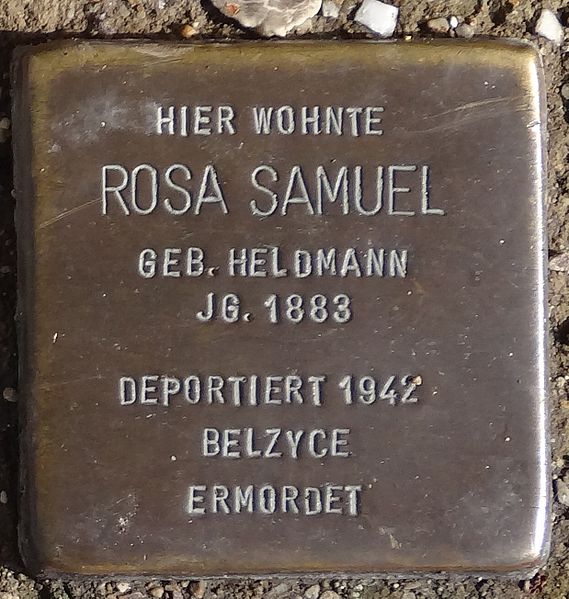 HIER WOHNTE
ROSA SAMUEL
GEB. HELDMANN
JG. 1883
DEPORTIERT 1942
BELZYCE
ERMORDET